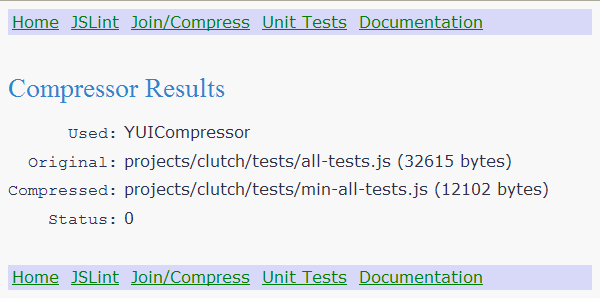 Home JSLint Join/Compress Unit Tests Documentation
Compressor Results
Used: YUICompressor
Original: projects/clutch/tests/all-tests.js (32615 bytes)
Compressed: projects/clutch/tests/min-all-tests.js (12102 bytes)
Status: 0
Home JSLint Join/Compress Unit Tests Documentation